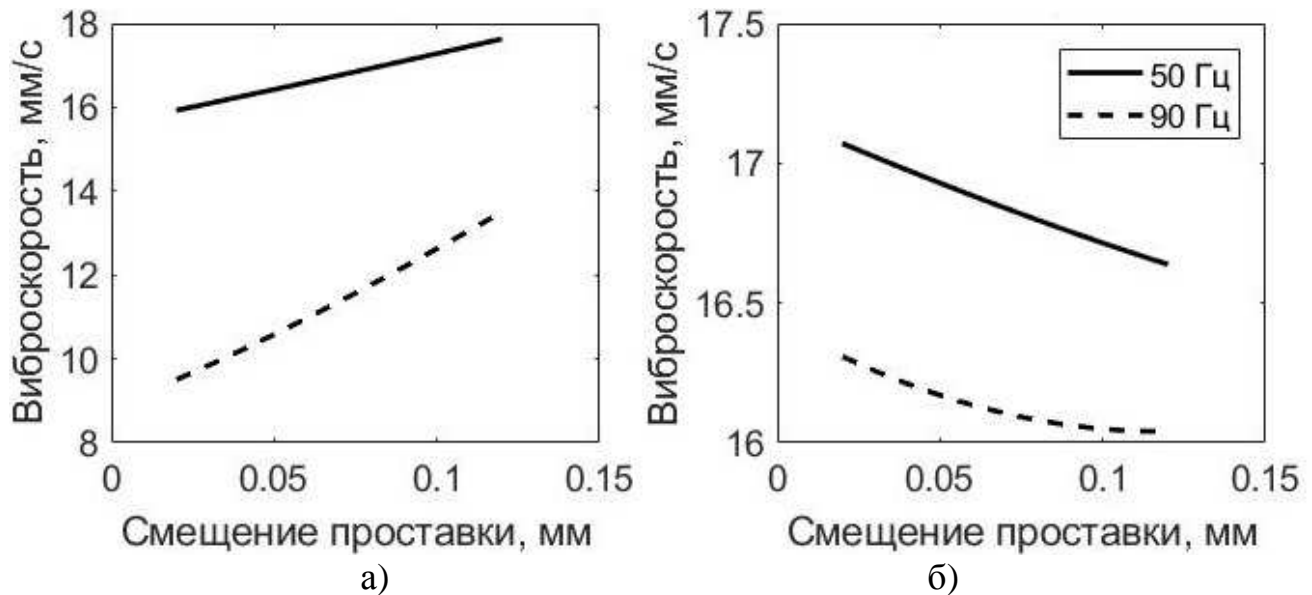 Виброскорость, мм/с
18
16
14
12
10
8
0
0.05
0.1
0.15
Смещение проставки, мм
а)
Виброскорость, мм/с
17.5
17
16.5
16
0
0.05
0.1
0.15
50 Гц
90 Гц
Смещение проставки, мм
б)